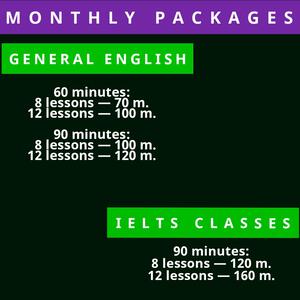 MONTHLY PACKAGES
GENERAL ENGLISH
60 minutes:
8 lessons — 70 m.
12 lessons — 100 m.
90 minutes:
8 lessons — 100 m.
12 lessons — 120 m.
IELTS CLASSES
90 minutes:
8 lessons — 120 m.
12 lessons — 160 m.